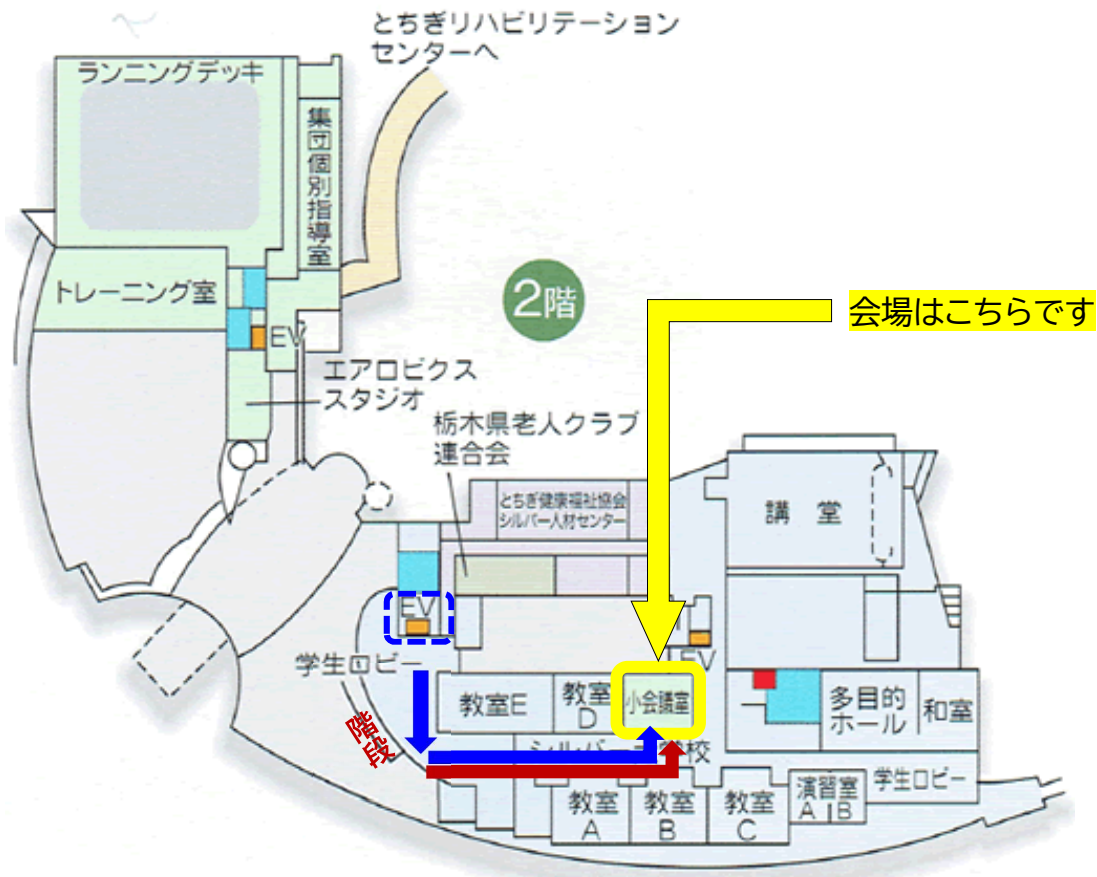 とちぎリハビリテーション
センターへ
ランニングデッキ
集団個別指導室
トレーニング室
2階
会場はこちらです
EV
エアロビクス
スタジオ
栃木県老人クラブ
連合会
とちぎ健康福祉協会
シルバー人材センター
講堂
EV
EV
学生ロビー
教室E
教室
D
小会議室
多目的
ホール
和室
階段
シルバー
校
学生ロビー
教室
A
教室
B
教室
C
演習室
A
B